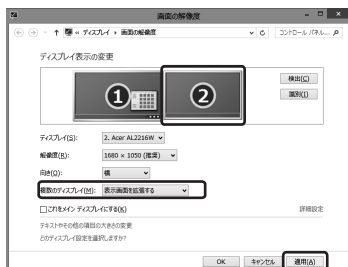 画面の解像度
« ディスプレイ › 画面の解像度
コントロール パネル...
ディスプレイ表示の変更
1
2
検出(C)
識別(I)
ディスプレイ(S):
2. Acer AL2216W
解像度(R):
1680 × 1050 (推奨)
向き(O):
横
複数のディスプレイ(M):
表示画面を拡張する
これをメイン ディスプレイにする(K)
詳細設定
テキストやその他の項目の大きさの変更
どのディスプレイ設定を選択しますか?
OK
キャンセル
適用(A)